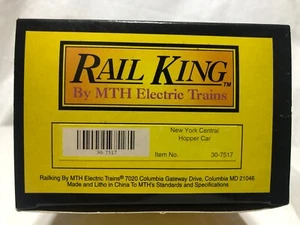 RAIL KING™
By MTH Electric Trains
New York Central
Hopper Car
30-7517
Item No. 30-7517
Railking By MTH Electric Trains® 7020 Columbia Gateway Drive, Columbia MD 21046
Made and Litho in China To MTH's Standards and Specifications